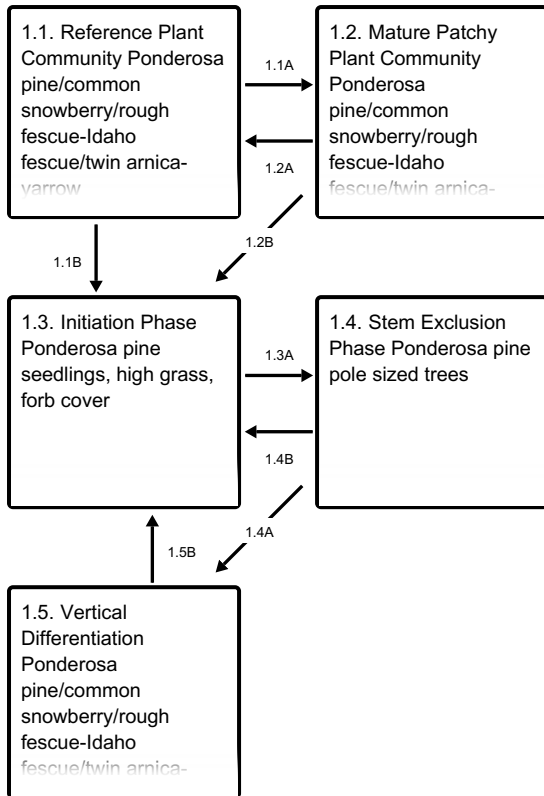 1.1. Reference Plant
Community Ponderosa
pine/common
snowberry/rough
fescue-Idaho
fescue/twin arnica-
yarrow
1.1A
1.2. Mature Patchy
Plant Community
Ponderosa
pine/common
snowberry/rough
fescue-Idaho
fescue/twin arnica-
1.2A
1.2B
1.1B
1.3. Initiation Phase
Ponderosa pine
seedlings, high grass,
forb cover
1.3A
1.4. Stem Exclusion
Phase Ponderosa pine
pole sized trees
1.4B
1.4A
1.5B
1.5. Vertical
Differentiation
Ponderosa
pine/common
snowberry/rough
fescue-Idaho
fescue/twin arnica-